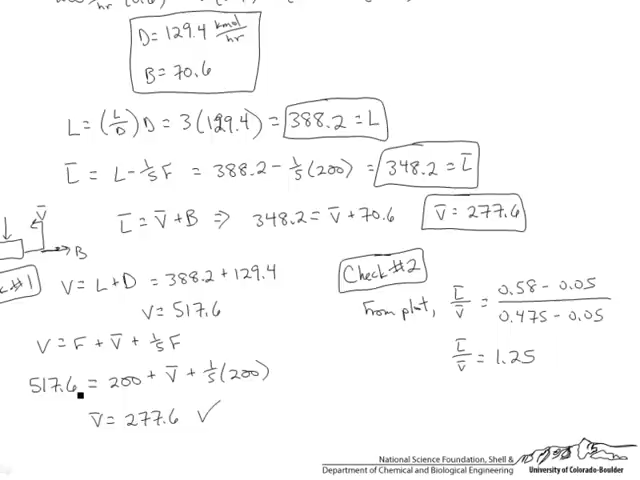 D = 129.4 kmol/hr
B = 70.6
L = (L/D) D = 3(129.4) = 388.2 = L
L̄ = L - 1/5 F = 388.2 - 1/5 (200) = 348.2 = L̄
L̄ = V̄ + B ⇒ 348.2 = V̄ + 70.6 V̄ = 277.6
V̄
B
#1
V = L + D = 388.2 + 129.4
V = 517.6
V = F + V̄ + 1/5 F
517.6 = 200 + V̄ + 1/5 (200)
V̄ = 277.6 ✓
Check #2
From plot, L̄/V̄ = (0.58 - 0.05)/(0.475 - 0.05)
L̄/V̄ = 1.25
National Science Foundation, Shell &
Department of Chemical and Biological Engineering
University of Colorado-Boulder